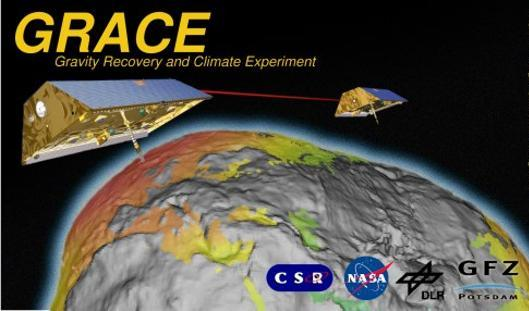 GRACE
Gravity Recovery and Climate Experiment
CSR
NASA
DLR
GFZ
POTSDAM